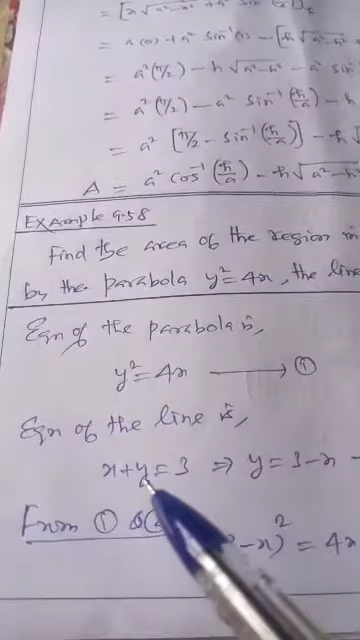 = a(0) + a² sin⁻¹(1) - [h √a²-h²
= a²(π/2) - h √a²-h² - a² sin⁻¹
= a²(π/2) - a² sin⁻¹(h/a) - h
= a² [π/2 - sin⁻¹(h/a)] - h √
A = a² cos⁻¹(h/a) - h √a²-h²
Example 9.58
Find the area of the region in
by the parabola y² = 4x, the line
Eqn of the parabola is,
y² = 4x → ①
Eqn of the line is,
x+y = 3 ⇒ y = 3-x
From ① &
-x)² = 4x